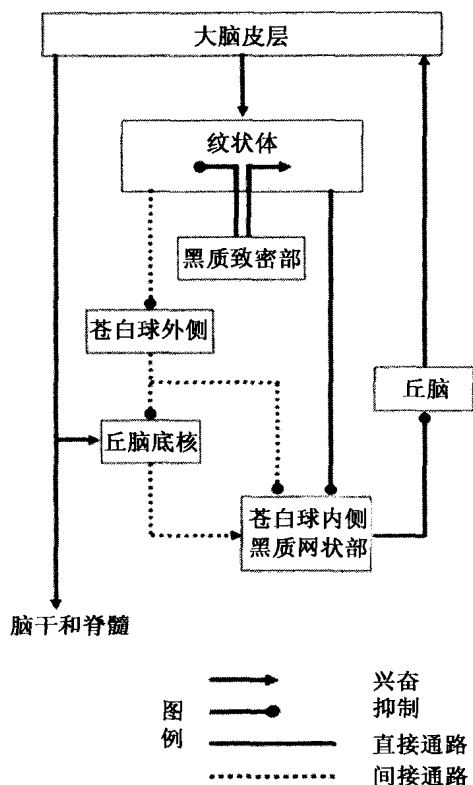 大脑皮层
纹状体
黑质致密部
苍白球外侧
丘脑
丘脑底核
苍白球内侧
黑质网状部
脑干和脊髓
图例
兴奋
抑制
直接通路
间接通路